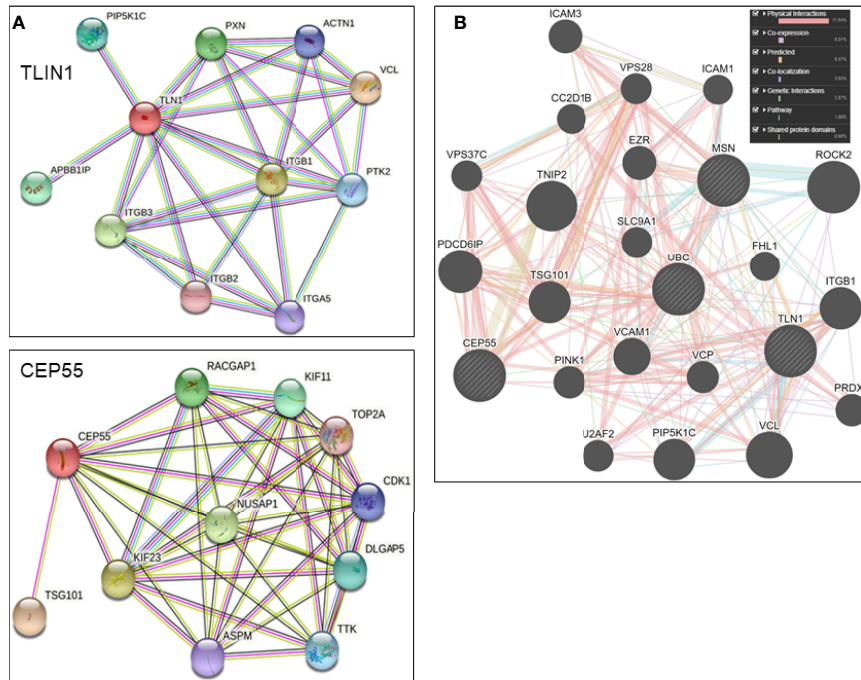 A
TLIN1
PIP5K1C
PXN
ACTN1
VCL
TLN1
ITGB1
PTK2
APBB1IP
ITGB3
ITGB2
ITGA5
CEP55
RACGAP1
KIF11
TOP2A
CEP55
CDK1
NUSAP1
DLGAP5
KIF23
TSG101
ASPM
TTK
B
Physical Interactions
Co-expression
Predicted
Co-localization
Genetic Interactions
Pathway
Shared protein domains
ICAM3
VPS28
ICAM1
CC2D1B
EZR
MSN
ROCK2
VPS37C
TNIP2
SLC9A1
PDCD6IP
UBC
FHL1
TSG101
ITGB1
TLN1
VCAM1
CEP55
PINK1
VCP
PRDX
U2AF2
PIP5K1C
VCL